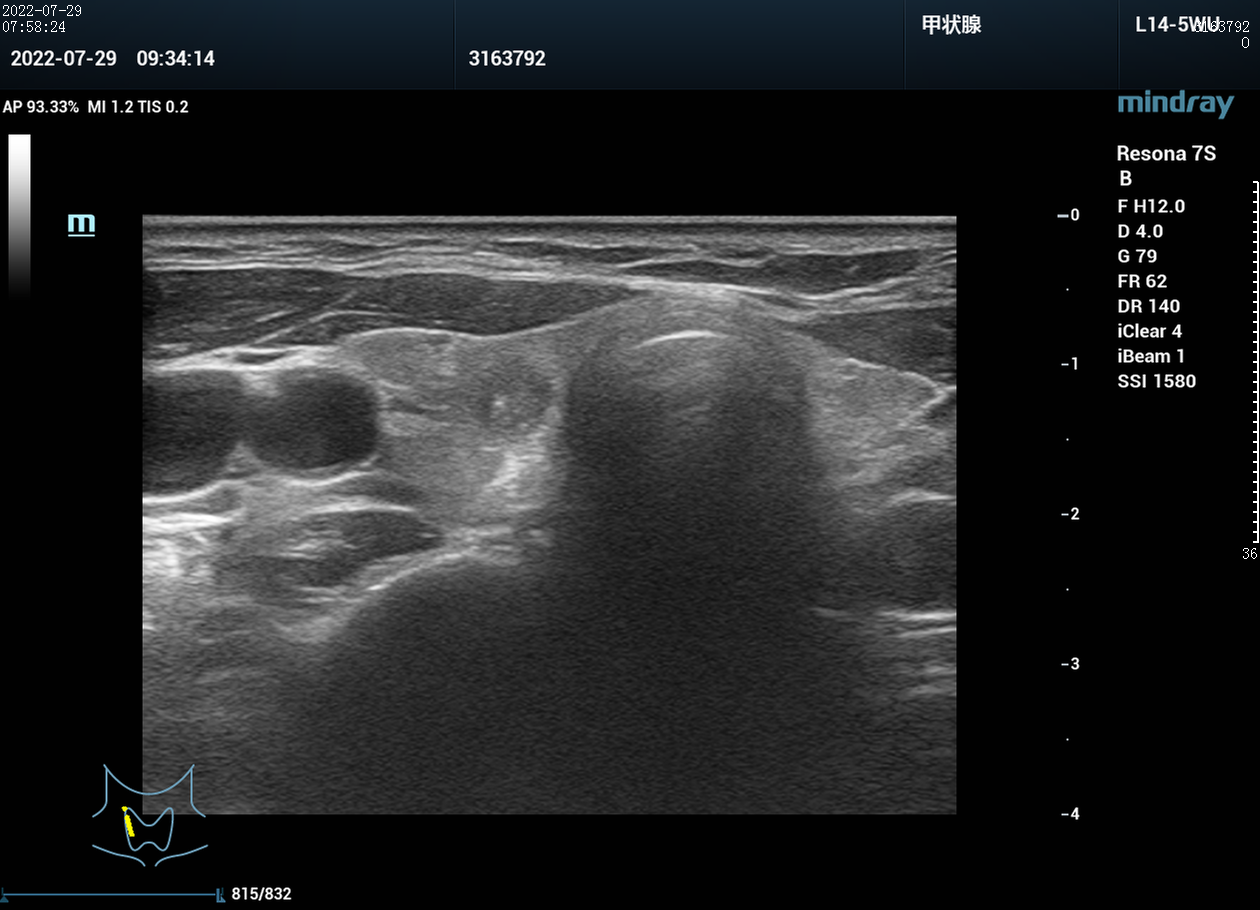 2022-07-29
07:58:24
2022-07-29 09:34:14
3163792
甲状腺
L14-5WU
3163792
0
AP 93.33% MI 1.2 TIS 0.2
mindray
Resona 7S
B
F H12.0
D 4.0
G 79
FR 62
DR 140
iClear 4
iBeam 1
SSI 1580
m
0
-1
-2
-3
-4
36
815/832